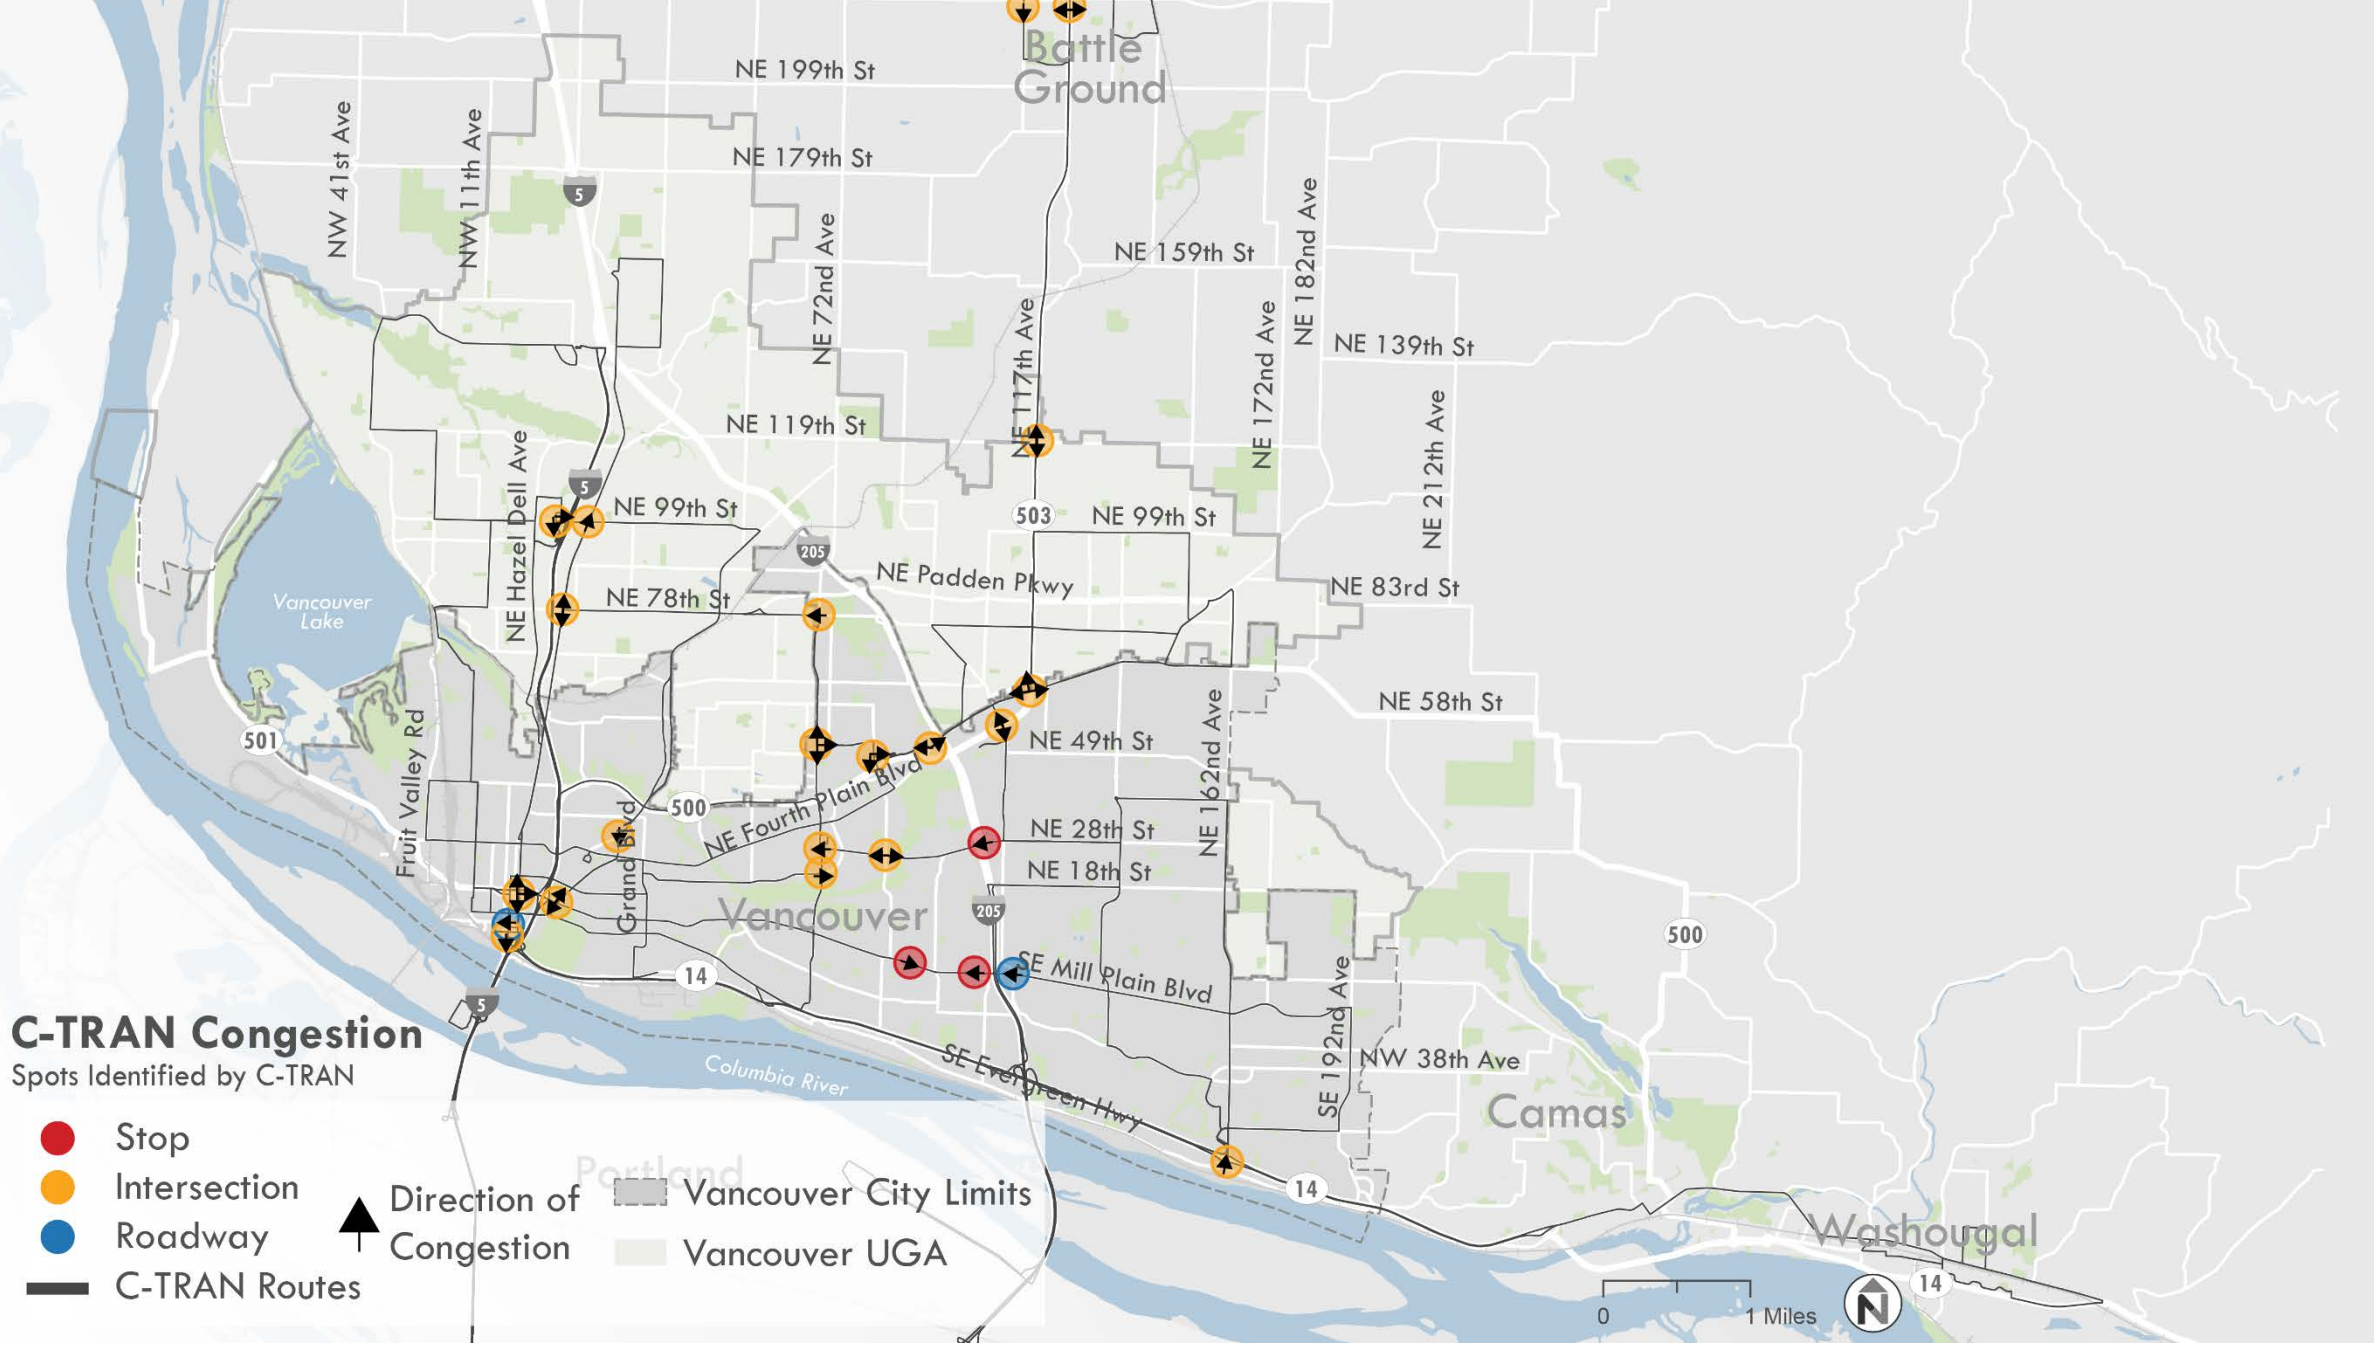 Battle
Ground
NE 199th St
NW 41st Ave
NW 11th Ave
NE 179th St
5
NE 72nd Ave
NE 182nd Ave
NE 159th St
NE 117th Ave
NE 172nd Ave
NE 139th St
NE 212th Ave
NE 119th St
NE Hazel Dell Ave
5
NE 99th St
503
NE 99th St
205
NE Padden Pkwy
NE 83rd St
NE 78th St
Vancouver
Lake
NE 58th St
NE 162nd Ave
Fruit Valley Rd
501
NE 49th St
500
NE Fourth Plain Blvd
Grand Blvd
NE 28th St
NE 18th St
Vancouver
205
500
14
SE Mill Plain Blvd
SE 192nd Ave
5
Columbia River
SE Evergreen Hwy
NW 38th Ave
Camas
Portland
14
Washougal
14
C-TRAN Congestion
Spots Identified by C-TRAN
Stop
Intersection
Roadway
C-TRAN Routes
Direction of
Congestion
Vancouver City Limits
Vancouver UGA
0 1 Miles
N